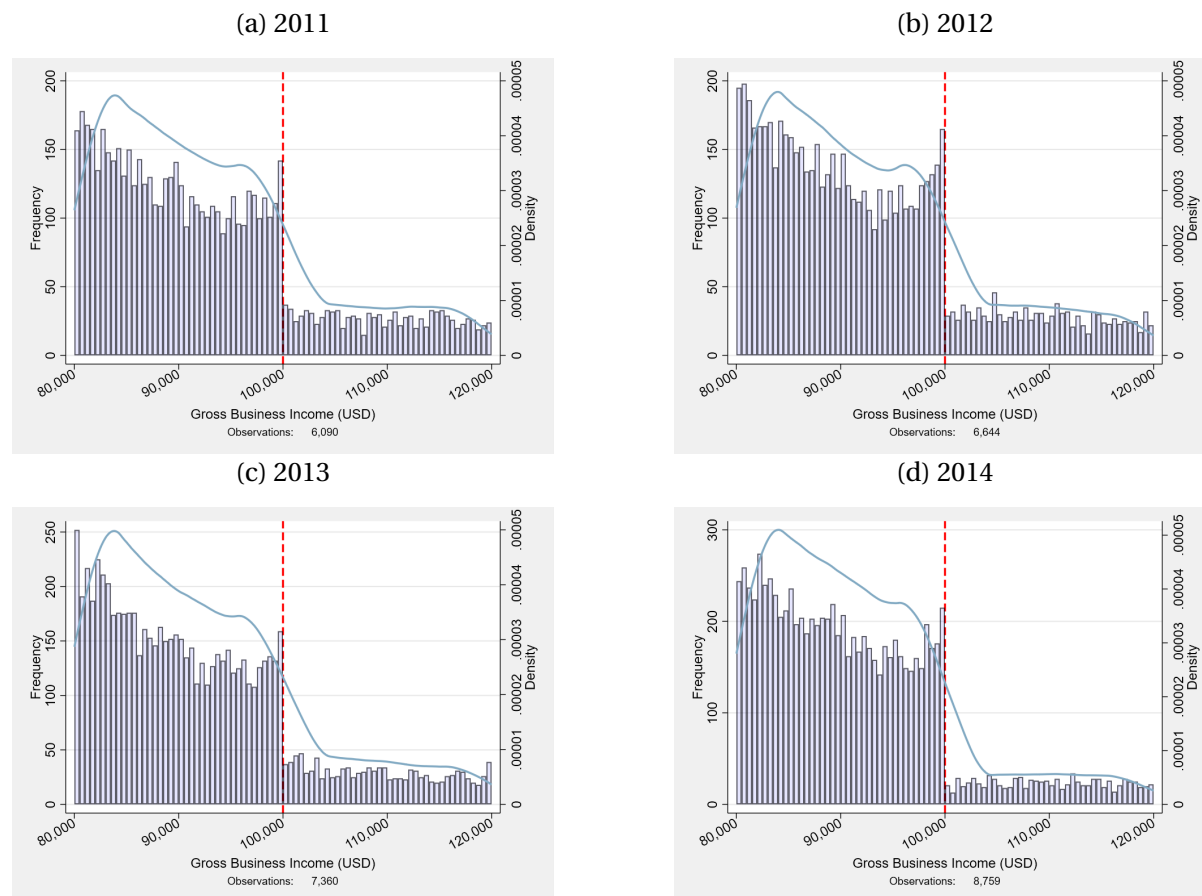 (a) 2011
Frequency
0 50 100 150 200
Density
0 .00001 .00002 .00003 .00004 .00005
80,000 90,000 100,000 110,000 120,000
Gross Business Income (USD)
Observations: 6,090
(b) 2012
Frequency
0 50 100 150 200
Density
0 .00001 .00002 .00003 .00004 .00005
80,000 90,000 100,000 110,000 120,000
Gross Business Income (USD)
Observations: 6,644
(c) 2013
Frequency
0 50 100 150 200 250
Density
0 .00001 .00002 .00003 .00004 .00005
80,000 90,000 100,000 110,000 120,000
Gross Business Income (USD)
Observations: 7,360
(d) 2014
Frequency
0 100 200 300
Density
0 .00001 .00002 .00003 .00004 .00005
80,000 90,000 100,000 110,000 120,000
Gross Business Income (USD)
Observations: 8,759